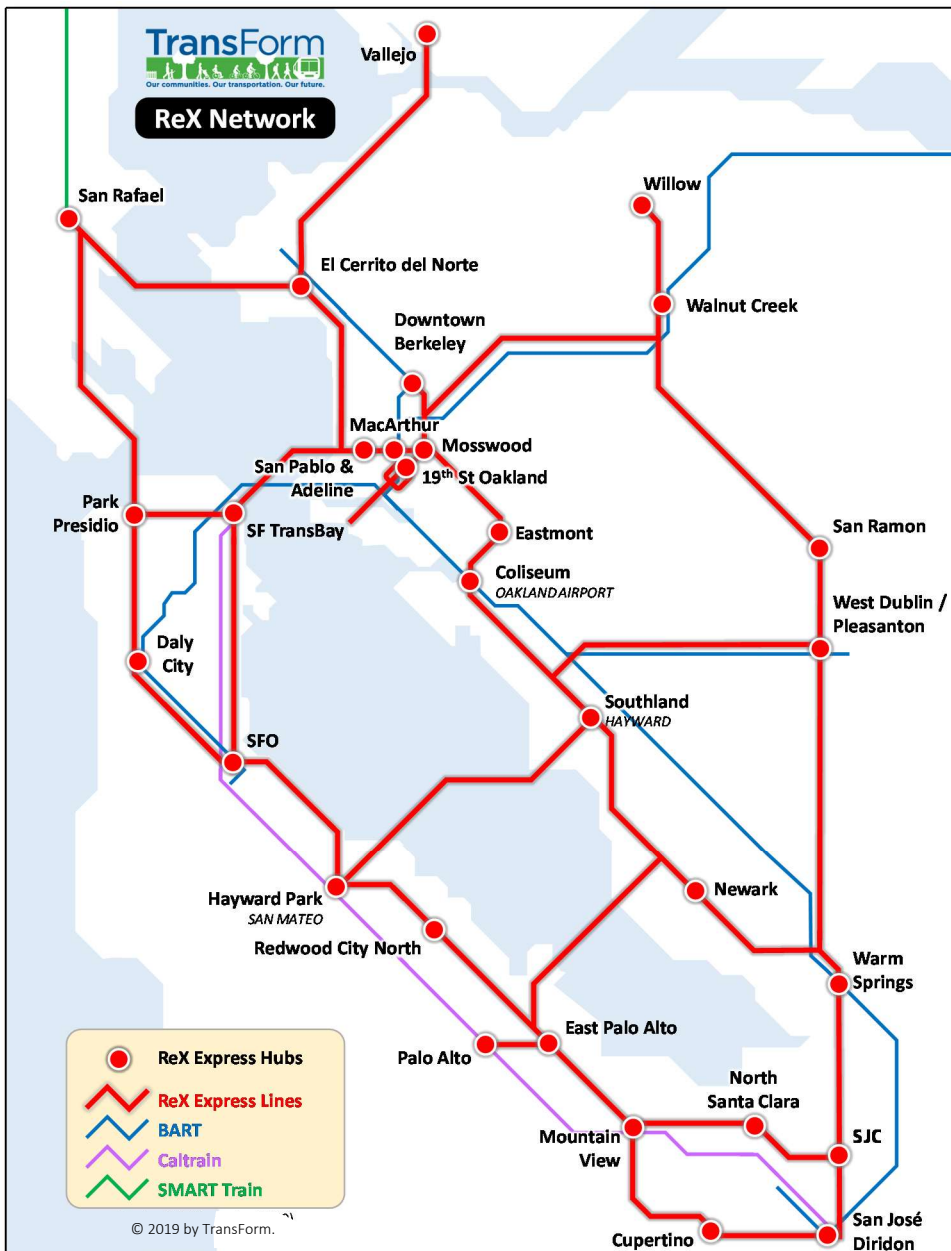 TransForm
Our communities. Our transportation. Our future.
ReX Network
Vallejo
San Rafael
Willow
El Cerrito del Norte
Walnut Creek
Downtown
Berkeley
MacArthur
Mosswood
San Pablo &
Adeline
19th St Oakland
Park
Presidio
SF TransBay
Eastmont
San Ramon
Coliseum
OAKLAND AIRPORT
West Dublin /
Pleasanton
Daly
City
Southland
HAYWARD
SFO
Hayward Park
SAN MATEO
Newark
Redwood City North
Warm
Springs
East Palo Alto
Palo Alto
North
Santa Clara
Mountain
View
SJC
San José
Diridon
Cupertino
ReX Express Hubs
ReX Express Lines
BART
Caltrain
SMART Train
© 2019 by TransForm.